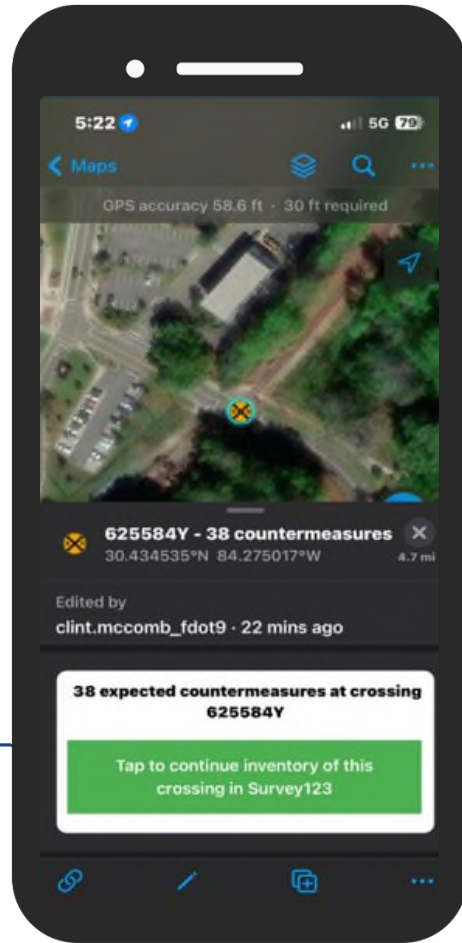 5:22
5G 79
Maps
GPS accuracy 58.6 ft · 30 ft required
625584Y - 38 countermeasures
30.434535°N 84.275017°W
4.7 mi
Edited by
clint.mccomb_fdot9 · 22 mins ago
38 expected countermeasures at crossing
625584Y
Tap to continue inventory of this
crossing in Survey123